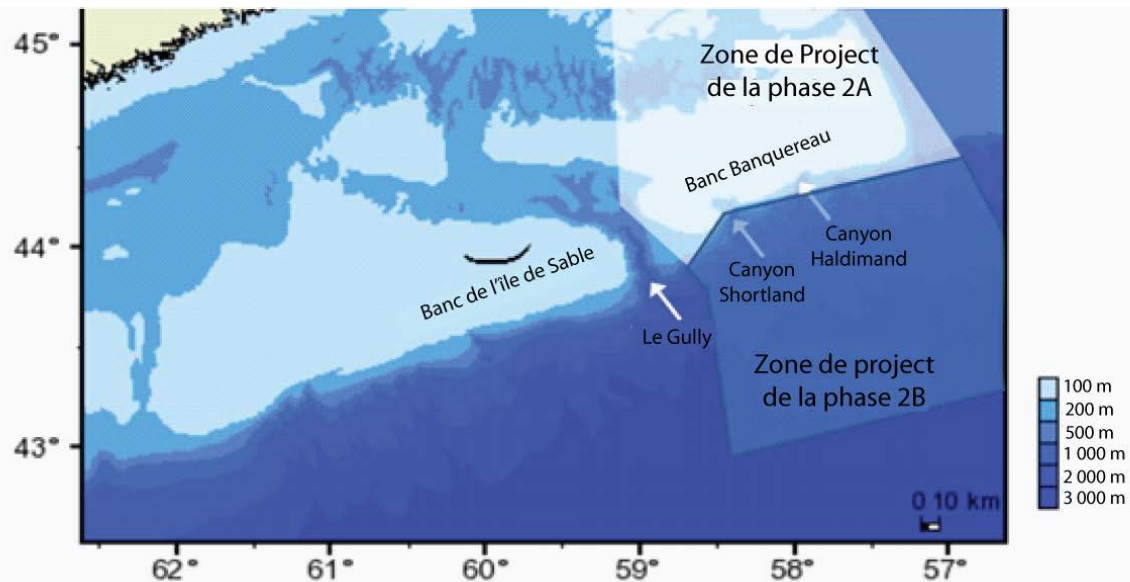 45°
44°
43°
62°
61°
60°
59°
58°
57°
Zone de Project
de la phase 2A
Banc Banquereau
Canyon
Haldimand
Canyon
Shortland
Banc de l'île de Sable
Le Gully
Zone de project
de la phase 2B
0 10 km
100 m
200 m
500 m
1 000 m
2 000 m
3 000 m